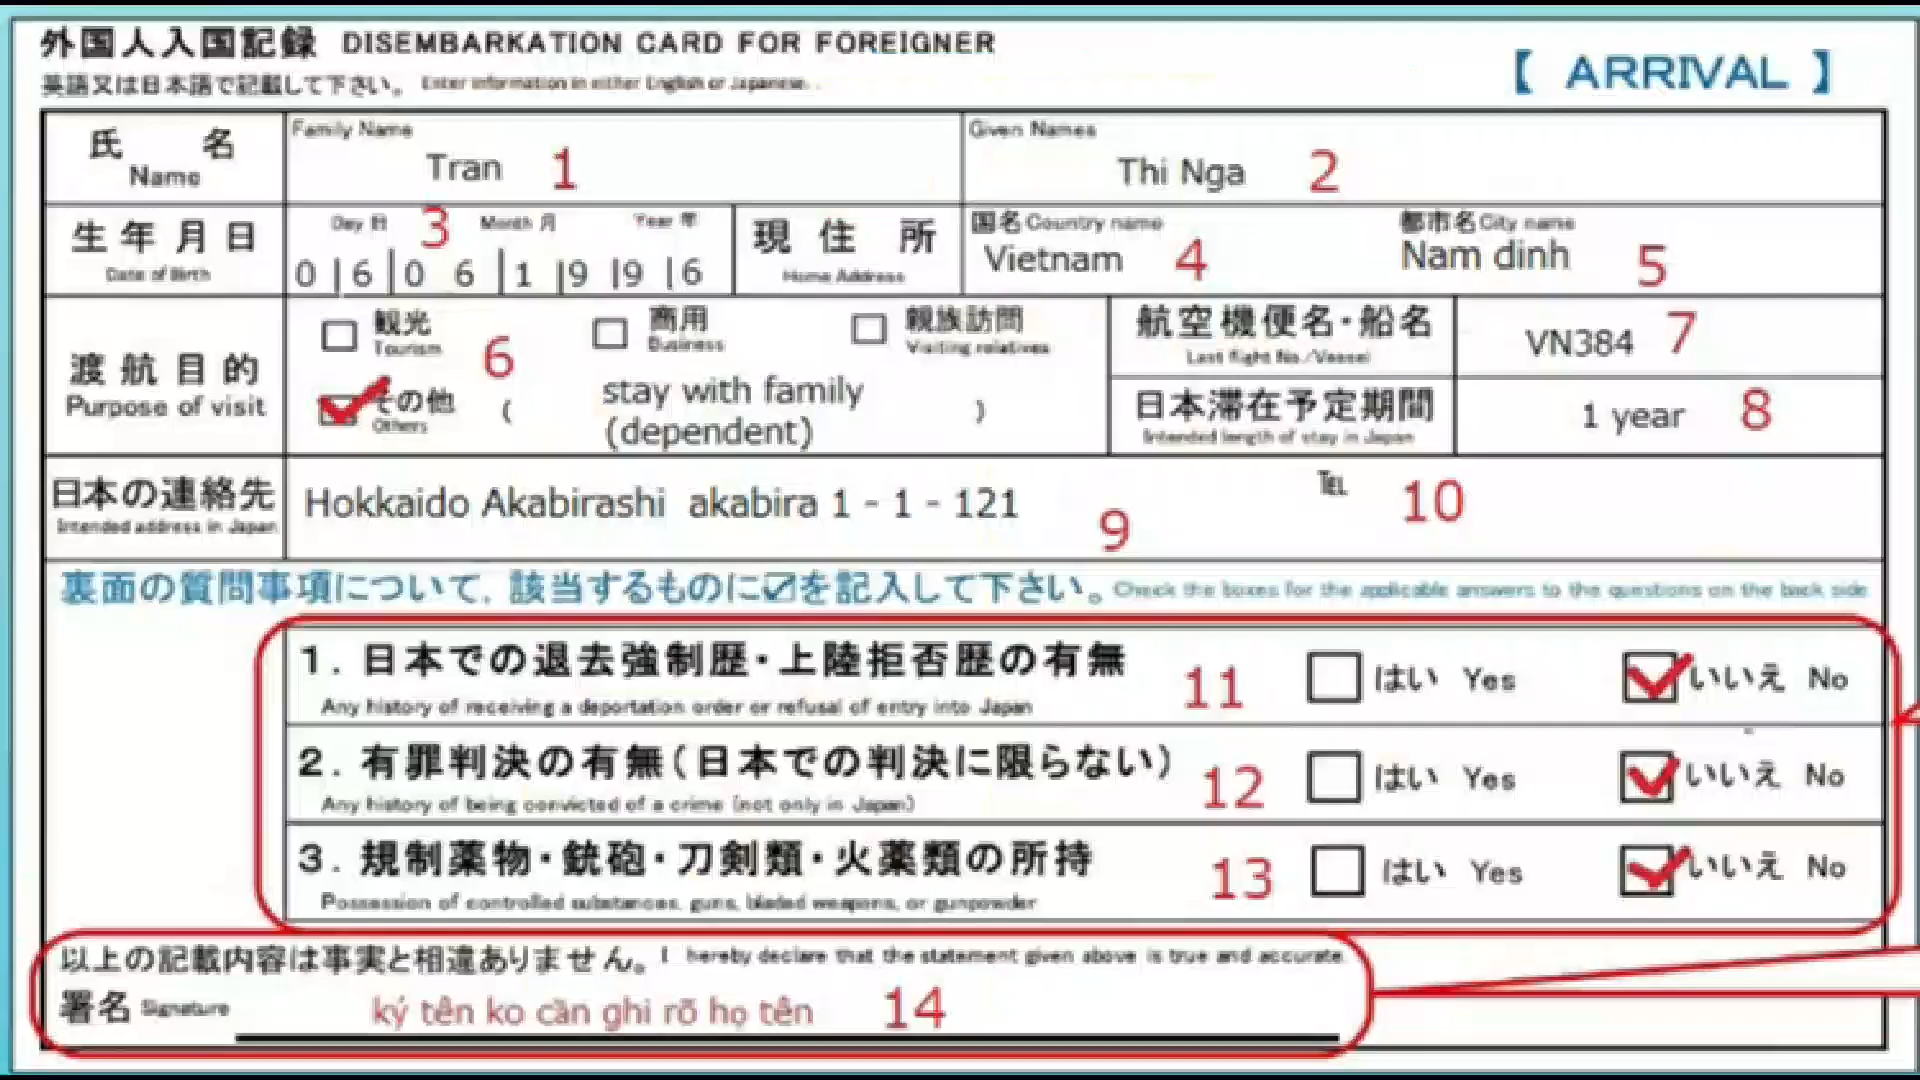 外国人入国記録 DISEMBARKATION CARD FOR FOREIGNER
英語又は日本語で記載して下さい。 Enter information in either English or Japanese.
【 ARRIVAL 】
氏 名 Name
Family Name
Tran 1
Given Names
Thi Nga 2
生年月日 Date of Birth
Day 日 3 Month 月 Year 年
0 | 6 | 0 6 | 1 | 9 | 9 | 6
現住所 Home Address
国名 Country name
Vietnam 4
都市名 City name
Nam dinh 5
渡航目的 Purpose of visit
観光 Tourism 6
商用 Business
親族訪問 Visiting relatives
その他 Others ( stay with family
(dependent) )
航空機便名・船名 Last flight No./Vessel
VN384 7
日本滞在予定期間 Intended length of stay in Japan
1 year 8
日本の連絡先 Intended address in Japan
Hokkaido Akabirashi akabira 1 - 1 - 121 9
TEL 10
裏面の質問事項について、該当するものに☑を記入して下さい。 Check the boxes for the applicable answers to the questions on the back side
1. 日本での退去強制歴・上陸拒否歴の有無 11 はい Yes いいえ No
Any history of receiving a deportation order or refusal of entry into Japan
2. 有罪判決の有無(日本での判決に限らない) 12 はい Yes いいえ No
Any history of being convicted of a crime (not only in Japan)
3. 規制薬物・銃砲・刀剣類・火薬類の所持 13 はい Yes いいえ No
Possession of controlled substances, guns, bladed weapons, or gunpowder
以上の記載内容は事実と相違ありません。 I hereby declare that the statement given above is true and accurate.
署名 Signature ký tên ko cần ghi rõ họ tên 14